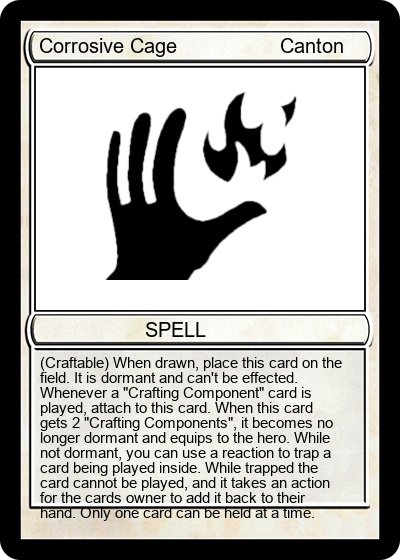 Corrosive Cage Canton
SPELL
(Craftable) When drawn, place this card on the
field. It is dormant and can't be effected.
Whenever a "Crafting Component" card is
played, attach to this card. When this card
gets 2 "Crafting Components", it becomes no
longer dormant and equips to the hero. While
not dormant, you can use a reaction to trap a
card being played inside. While trapped the
card cannot be played, and it takes an action
for the cards owner to add it back to their
hand. Only one card can be held at a time.